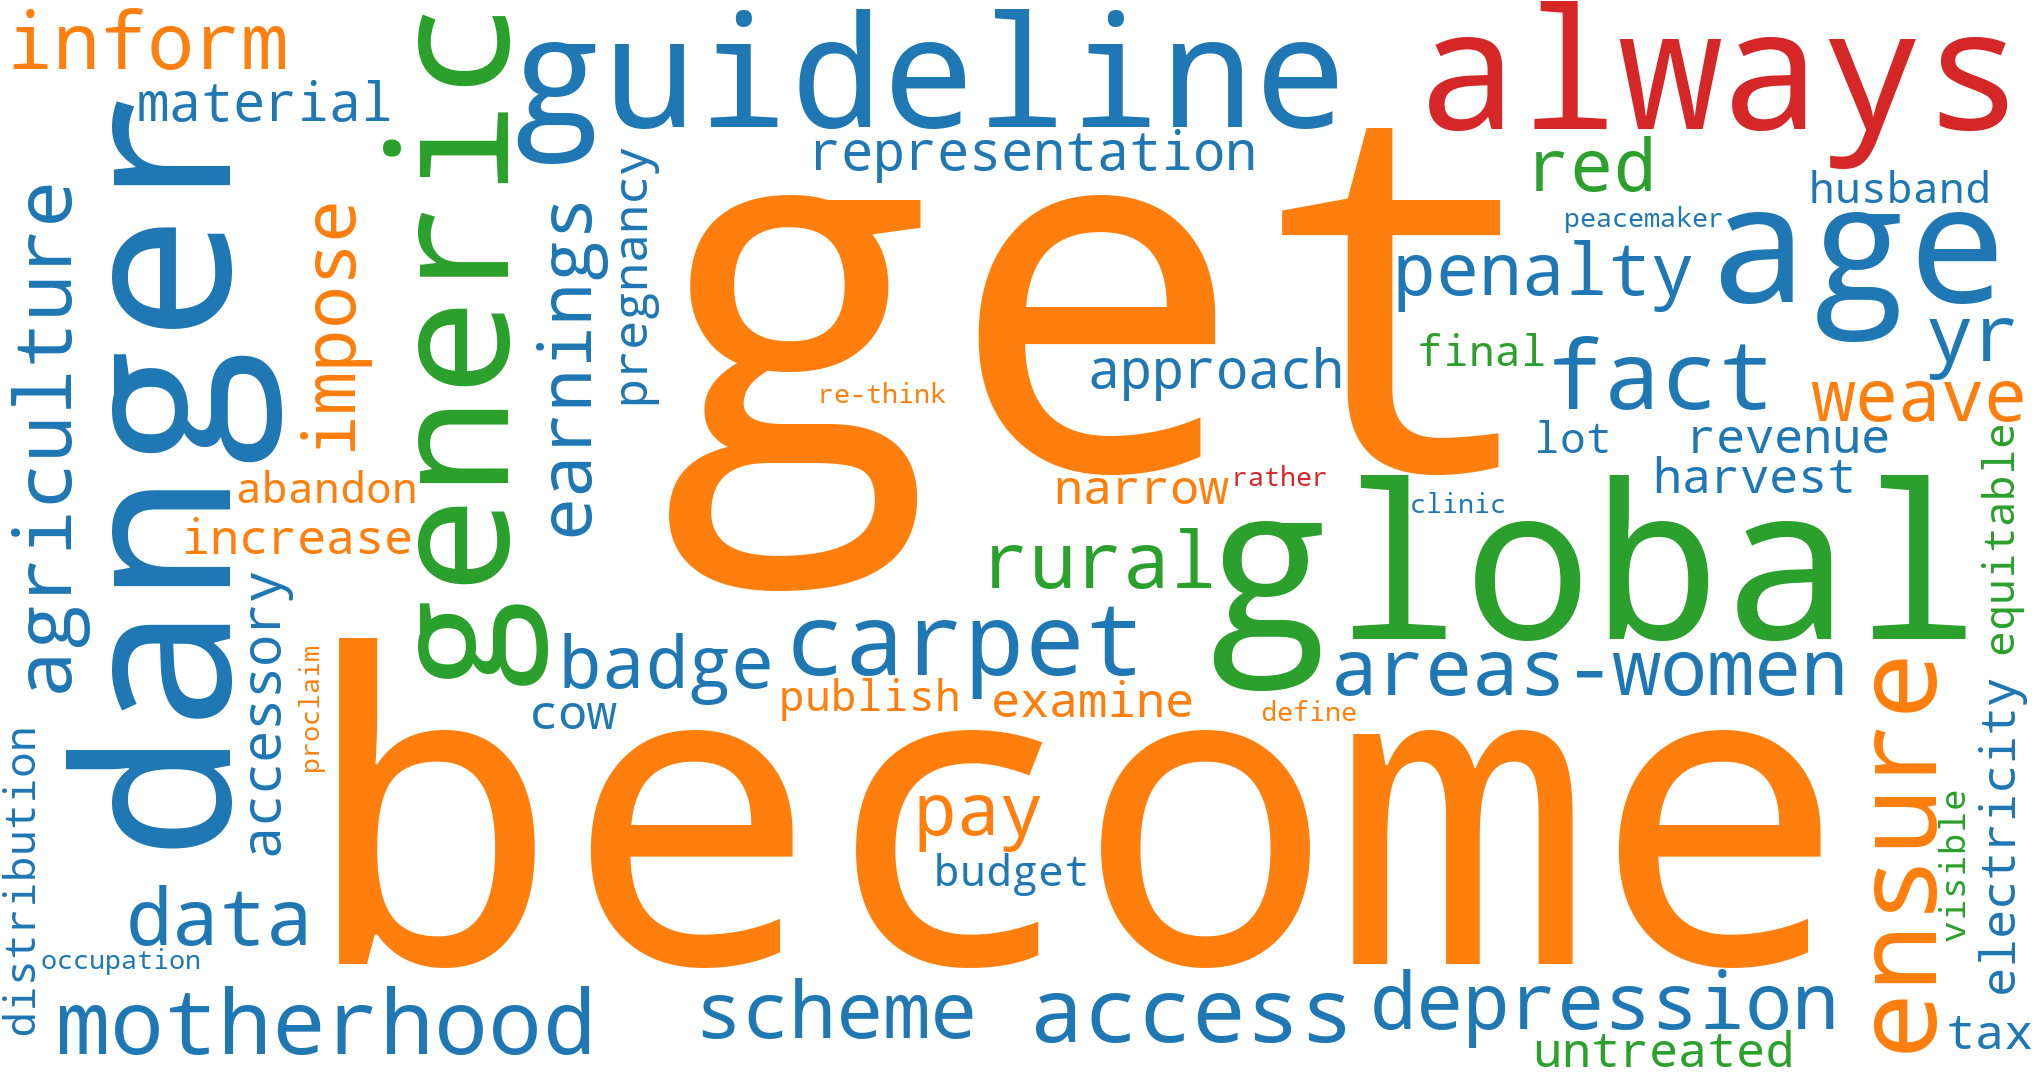 inform
guideline
always
material
generic
danger
representation
red
husband
peacemaker
pregnancy
get
age
agriculture
impose
earnings
penalty
yr
approach
final
fact
re-think
weave
lot
revenue
abandon
narrow
rather
harvest
clinic
equitable
increase
rural
global
accessory
badge
carpet
areas-women
proclaim
cow
publish
examine
define
ensure
electricity
become
distribution
pay
visible
budget
data
occupation
motherhood
scheme
access
depression
tax
untreated